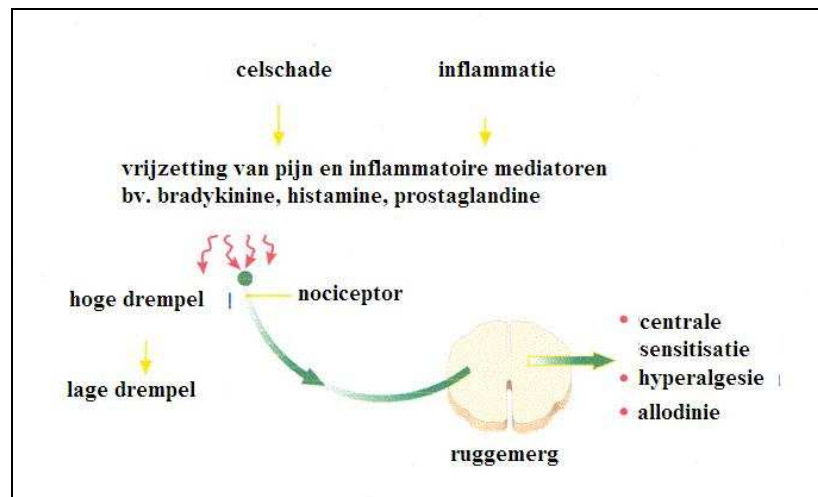 celschade
inflammatie
vrijzetting van pijn en inflammatoire mediatoren
bv. bradykinine, histamine, prostaglandine
hoge drempel
nociceptor
lage drempel
ruggemerg
• centrale
sensitisatie
• hyperalgesie
• allodinie